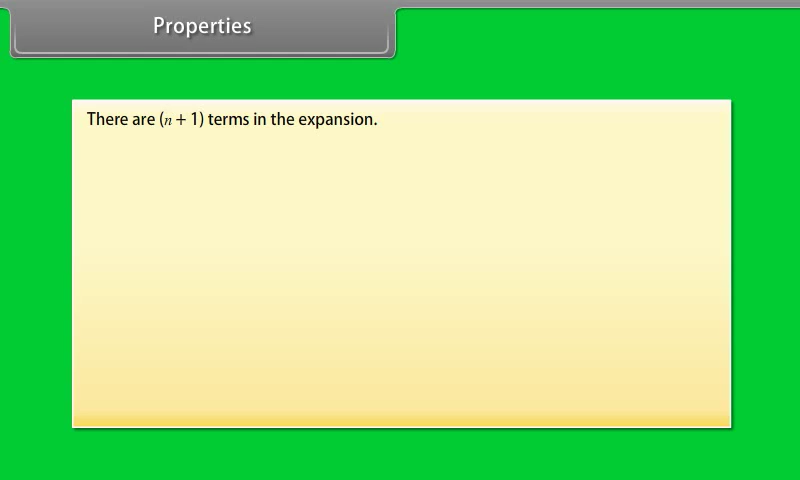 Properties
There are (n + 1) terms in the expansion.